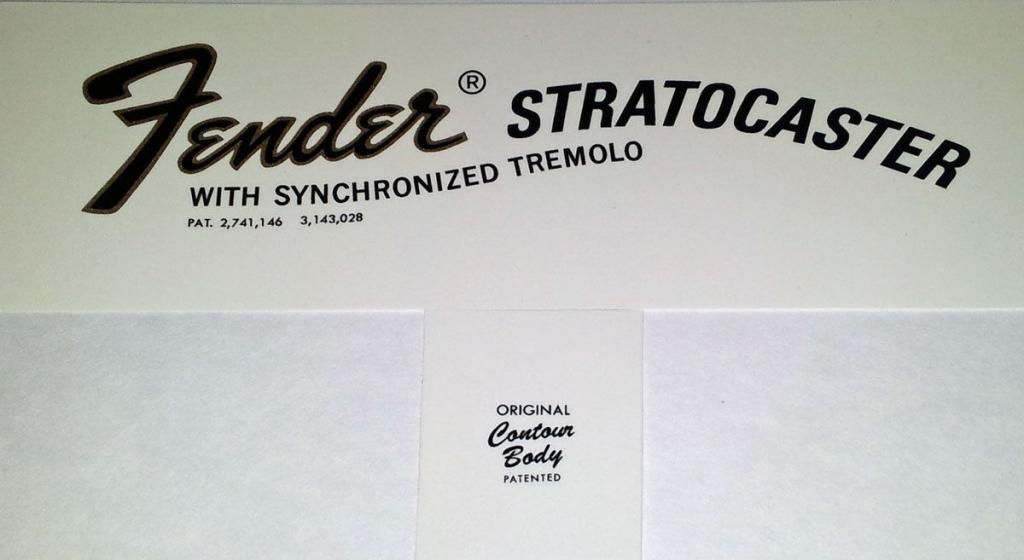 Fender® STRATOCASTER
WITH SYNCHRONIZED TREMOLO
PAT. 2,741,146 3,143,028
ORIGINAL
Contour
Body
PATENTED